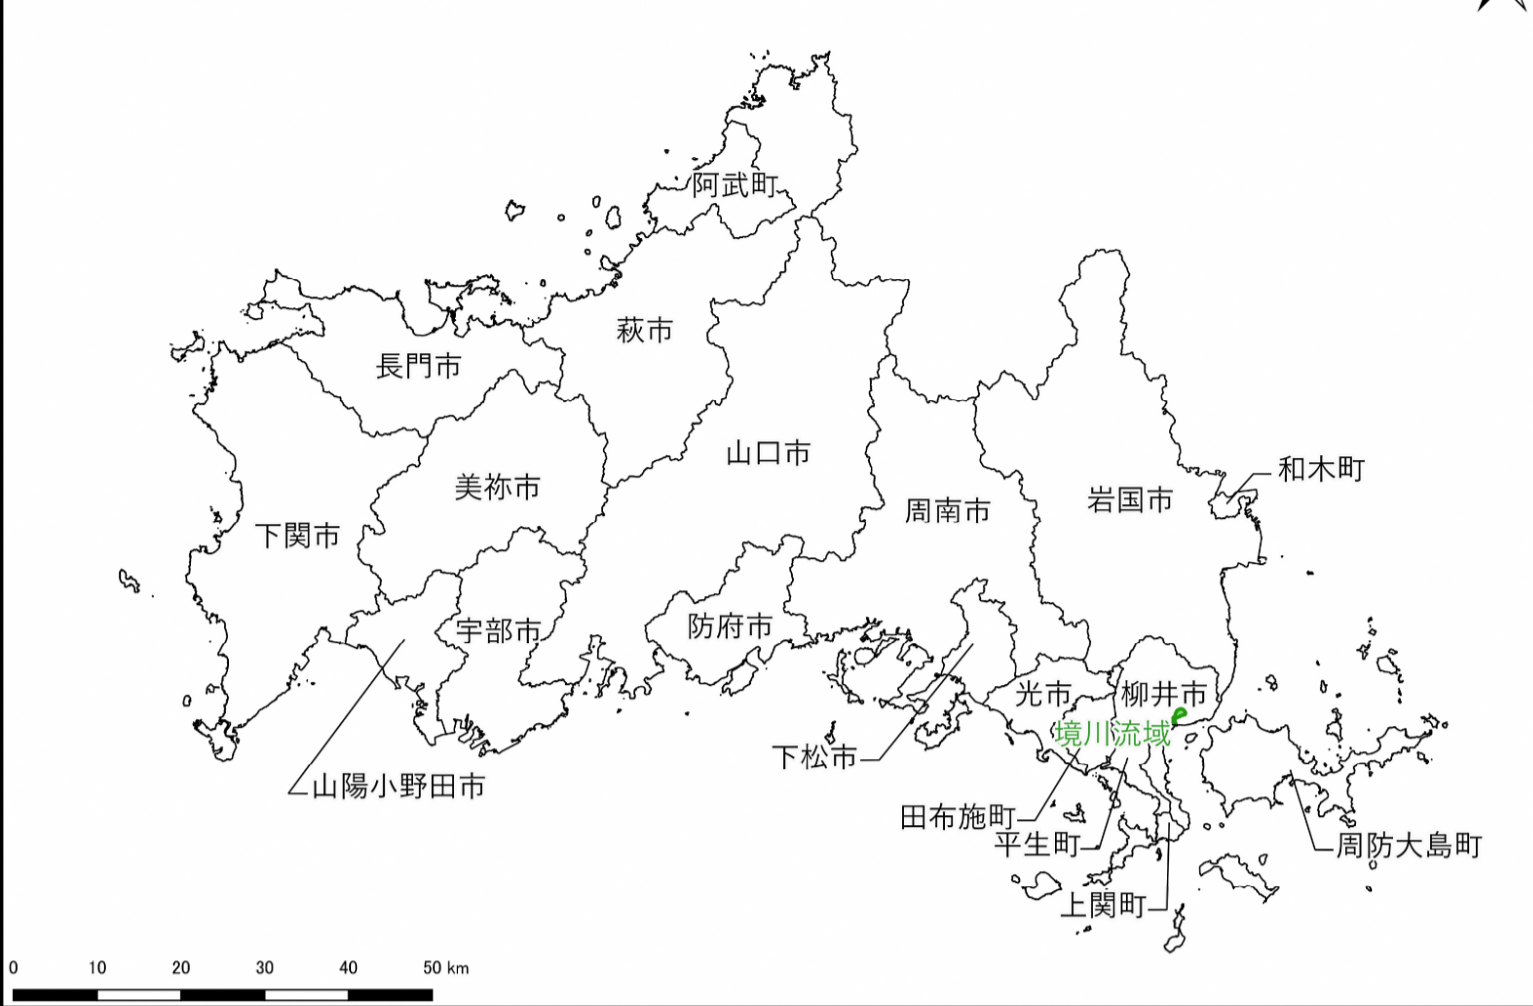 阿武町
萩市
長門市
山口市
和木町
美祢市
岩国市
周南市
下関市
防府市
宇部市
光市
柳井市
境川流域
下松市
山陽小野田市
田布施町
平生町
周防大島町
上関町
0 10 20 30 40 50 km